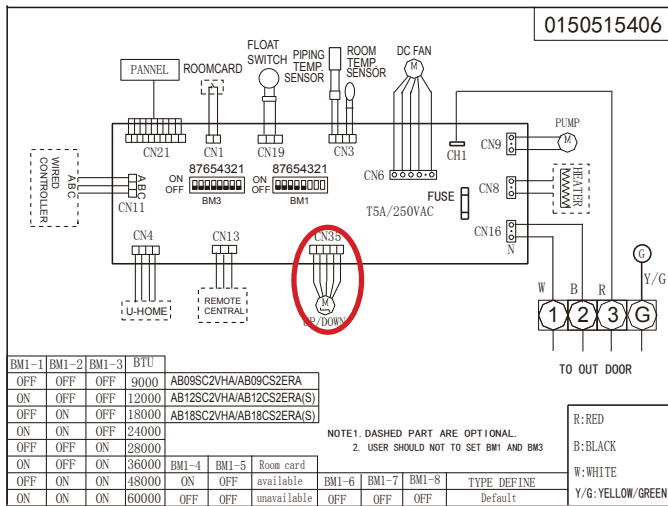 0150515406
PANNEL
ROOMCARD
FLOAT
SWITCH
PIPING
TEMP.
SENSOR
ROOM
TEMP.
SENSOR
DC FAN
M
CN21
CN1
CN19
CN3
CN6
CH1
CN9
PUMP
M
WIRED
CONTROLLER
A B C
A B C
CN11
ON
OFF
87654321
BM3
ON
OFF
87654321
BM1
FUSE
T5A/250VAC
CN8
HEATER
CN16
N
CN4
CN13
CN35
U-HOME
REMOTE
CENTRAL
M
UP/DOWN
W
B
R
G
Y/G
1
2
3
G
TO OUT DOOR
BM1-1 BM1-2 BM1-3 BTU
OFF OFF OFF 9000 AB09SC2VHA/AB09CS2ERA
ON OFF OFF 12000 AB12SC2VHA/AB12CS2ERA(S)
OFF ON OFF 18000 AB18SC2VHA/AB18CS2ERA(S)
ON ON OFF 24000
OFF OFF ON 28000
ON OFF ON 36000 BM1-4 BM1-5 Room card
OFF ON ON 48000 ON OFF available BM1-6 BM1-7 BM1-8 TYPE DEFINE
ON ON ON 60000 OFF OFF unavailable OFF OFF OFF Default
NOTE1. DASHED PART ARE OPTIONAL.
2. USER SHOULD NOT TO SET BM1 AND BM3
R:RED
B:BLACK
W:WHITE
Y/G:YELLOW/GREEN